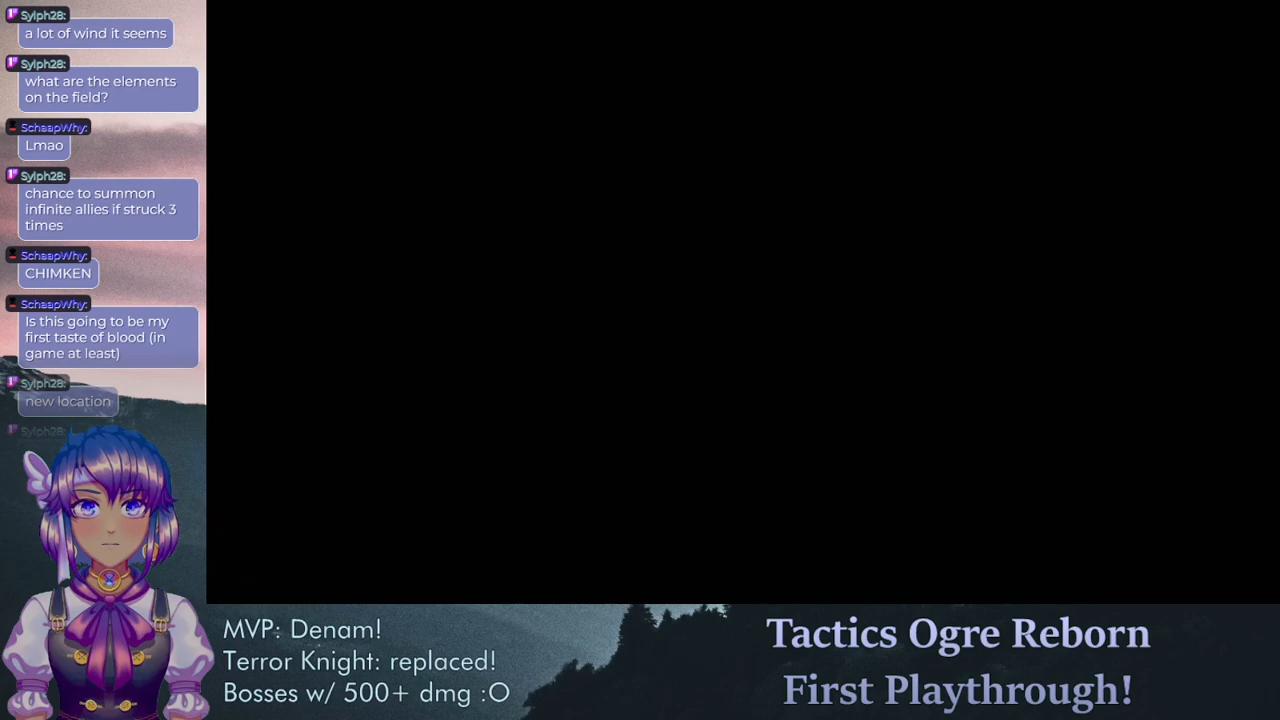 Sylph28:
a lot of wind it seems
Sylph28:
what are the elements
on the field?
SchaapWhy:
Lmao
Sylph28:
chance to summon
infinite allies if struck 3
times
SchaapWhy:
CHIMKEN
SchaapWhy:
Is this going to be my
first taste of blood (in
game at least)
Sylph28:
new location
Sylph28:
MVP: Denam!
Terror Knight: replaced!
Bosses w/ 500+ dmg :O
Tactics Ogre Reborn
First Playthrough!